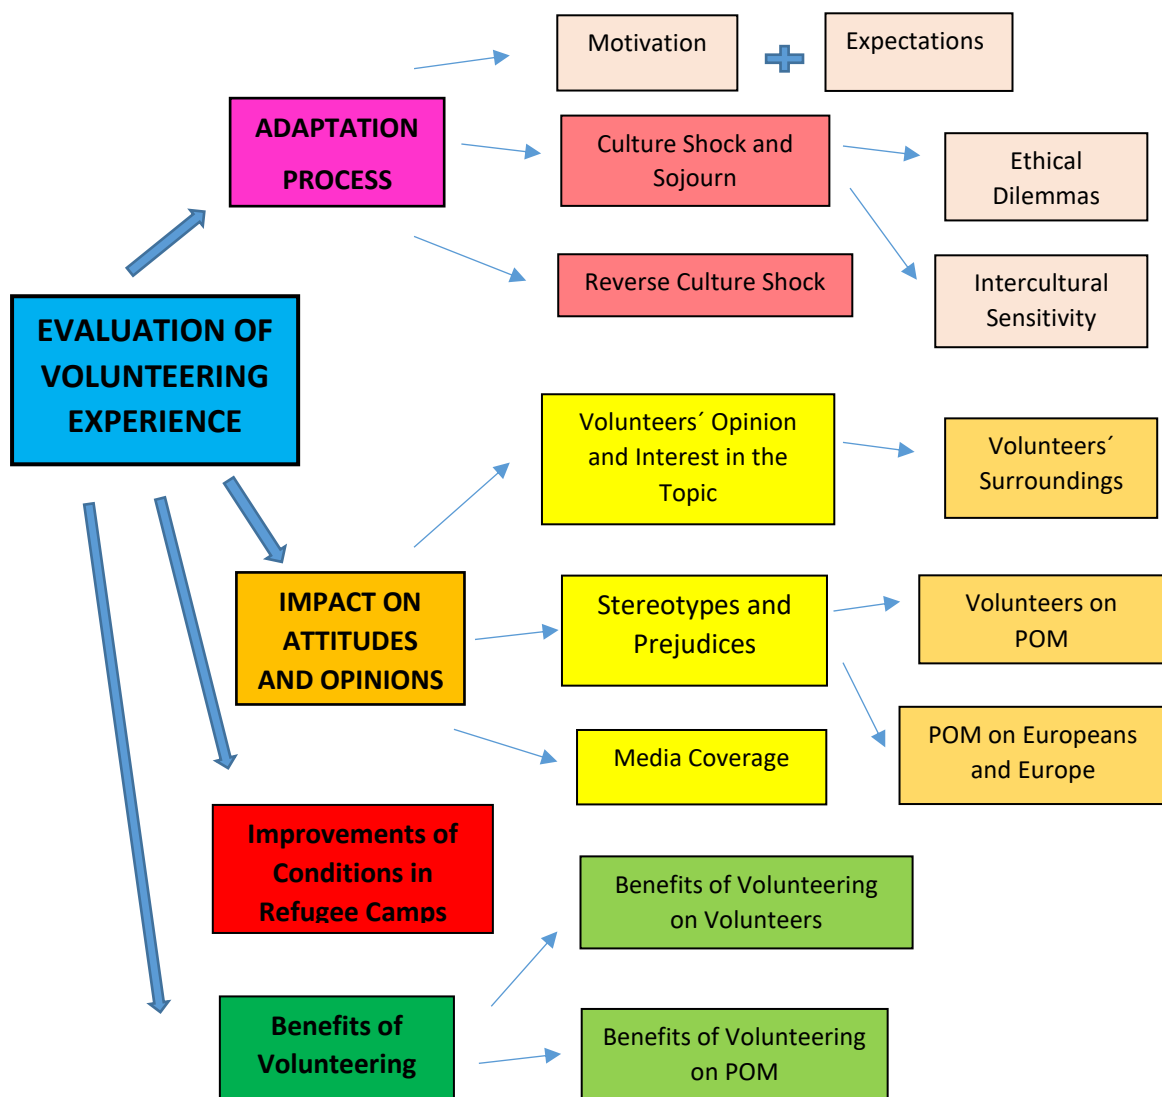 Motivation
Expectations
ADAPTATION
PROCESS
Culture Shock and
Sojourn
Ethical
Dilemmas
Reverse Culture Shock
Intercultural
Sensitivity
EVALUATION OF
VOLUNTEERING
EXPERIENCE
Volunteers´ Opinion
and Interest in the
Topic
Volunteers´
Surroundings
IMPACT ON
ATTITUDES
AND OPINIONS
Stereotypes and
Prejudices
Volunteers on
POM
POM on Europeans
and Europe
Media Coverage
Improvements of
Conditions in
Refugee Camps
Benefits of Volunteering
on Volunteers
Benefits of
Volunteering
Benefits of Volunteering
on POM